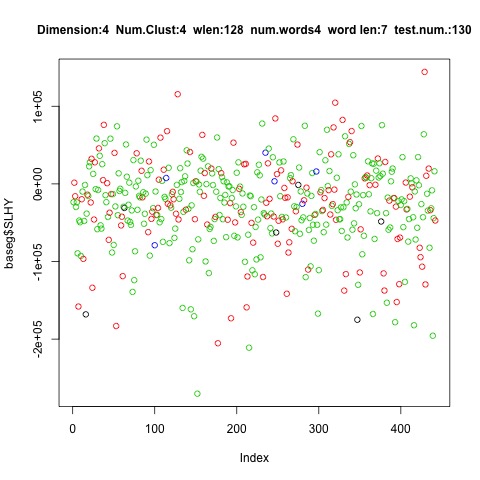 Dimension:4 Num.Clust:4 wlen:128 num.words4 word len:7 test.num.:130
baseg$SLHY
1e+05
0e+00
-1e+05
-2e+05
0 100 200 300 400
Index